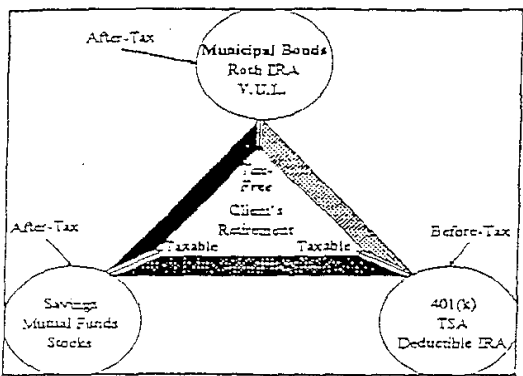 After-Tax
Municipal Bonds
Roth IRA
V.U.L.
Tax-
Free
Client's
Retirement
After-Tax
Taxable
Taxable
Before-Tax
Savings
Mutual Funds
Stocks
401(k)
TSA
Deductible IRA